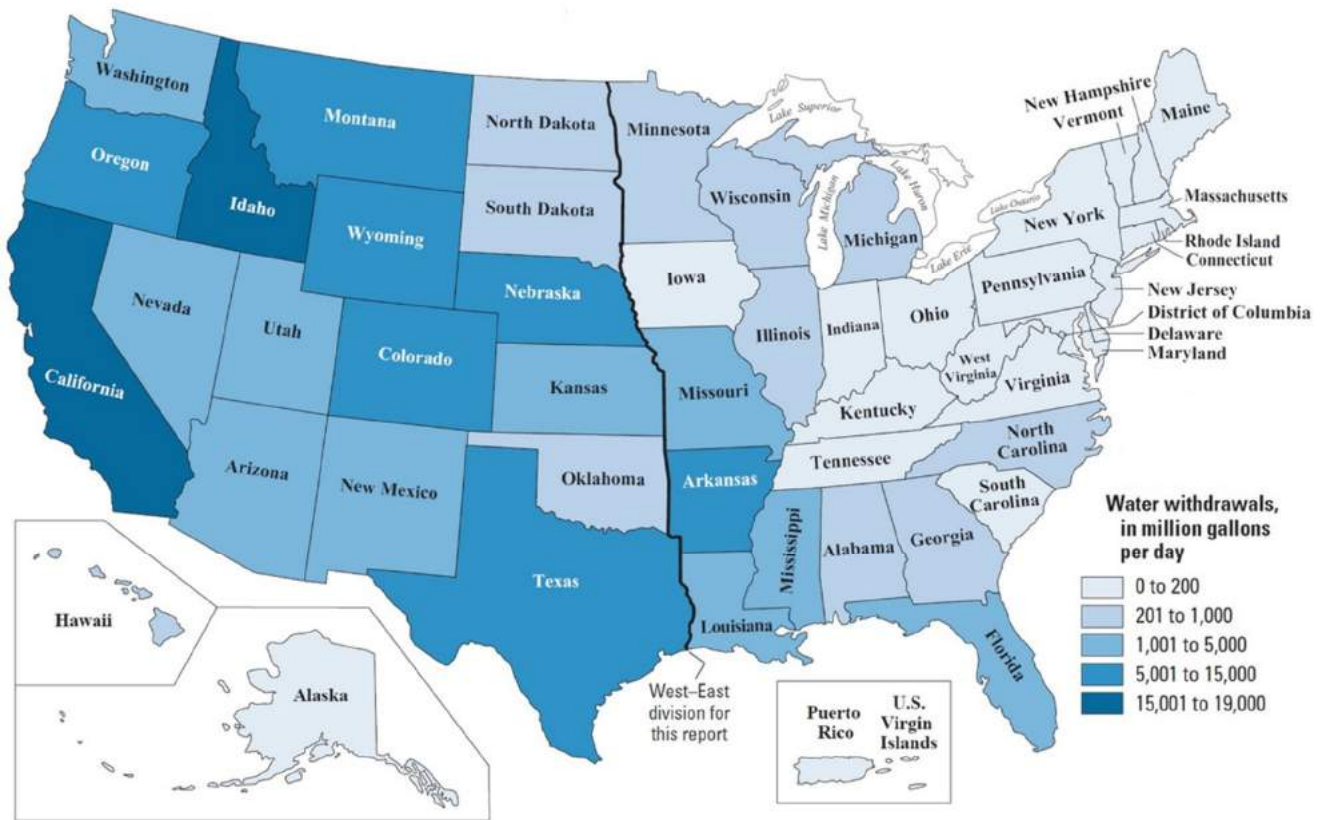 Washington
Montana
North Dakota
Minnesota
Lake Superior
New Hampshire
Vermont
Maine
Oregon
Idaho
Wyoming
South Dakota
Wisconsin
Lake Michigan
Lake Huron
Michigan
Lake Ontario
New York
Massachusetts
Rhode Island
Connecticut
Lake Erie
Nebraska
Iowa
Pennsylvania
New Jersey
District of Columbia
Delaware
Maryland
Nevada
Utah
Colorado
Illinois
Indiana
Ohio
West
Virginia
Virginia
California
Kansas
Missouri
Kentucky
Arizona
New Mexico
Oklahoma
Arkansas
Tennessee
North
Carolina
South
Carolina
Texas
Mississippi
Alabama
Georgia
Louisiana
Florida
Hawaii
Alaska
West–East
division for
this report
Puerto
Rico
U.S.
Virgin
Islands
Water withdrawals,
in million gallons
per day
0 to 200
201 to 1,000
1,001 to 5,000
5,001 to 15,000
15,001 to 19,000